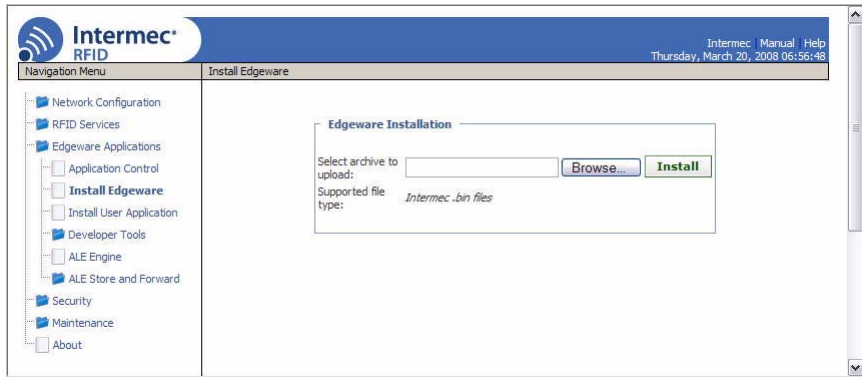 Intermec
RFID
Intermec | Manual | Help
Thursday, March 20, 2008 06:56:48
Navigation Menu
Install Edgeware
Network Configuration
RFID Services
Edgeware Applications
Application Control
Install Edgeware
Install User Application
Developer Tools
ALE Engine
ALE Store and Forward
Security
Maintenance
About
Edgeware Installation
Select archive to
upload:
Browse...
Install
Supported file
type:
Intermec .bin files